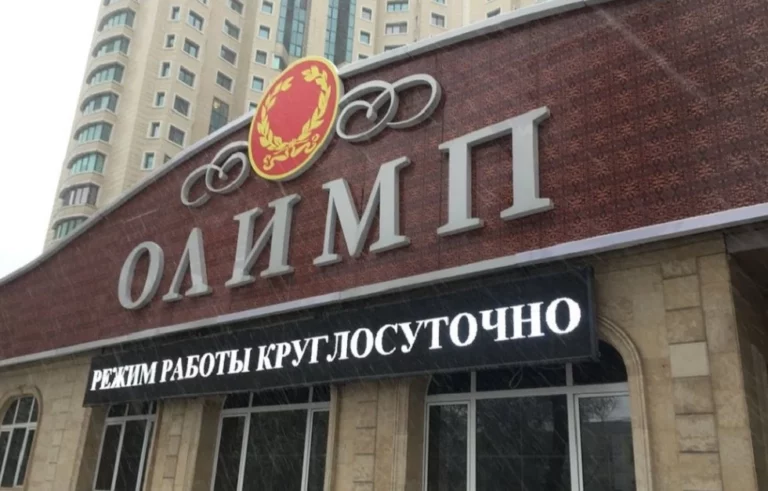 ОЛИМП
РЕЖИМ РАБОТЫ КРУГЛОСУТОЧНО